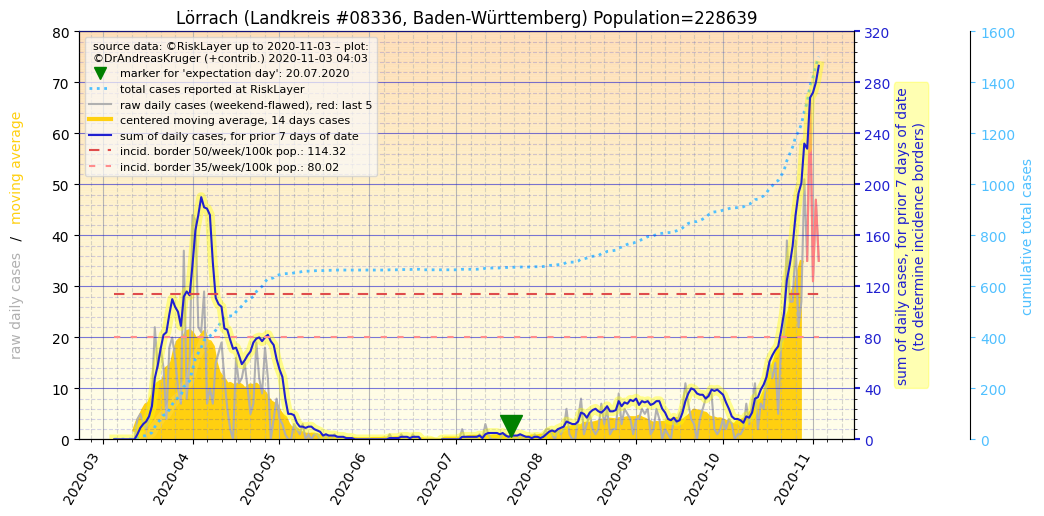 Lörrach (Landkreis #08336, Baden-Württemberg) Population=228639
source data: ©RiskLayer up to 2020-11-03 – plot:
©DrAndreasKruger (+contrib.) 2020-11-03 04:03
marker for 'expectation day': 20.07.2020
total cases reported at RiskLayer
raw daily cases (weekend-flawed), red: last 5
centered moving average, 14 days cases
sum of daily cases, for prior 7 days of date
incid. border 50/week/100k pop.: 114.32
incid. border 35/week/100k pop.: 80.02
raw daily cases / moving average
80
70
60
50
40
30
20
10
0
2020-03
2020-04
2020-05
2020-06
2020-07
2020-08
2020-09
2020-10
2020-11
320
280
240
200
160
120
80
40
0
sum of daily cases, for prior 7 days of date
(to determine incidence borders)
1600
1400
1200
1000
800
600
400
200
0
cumulative total cases